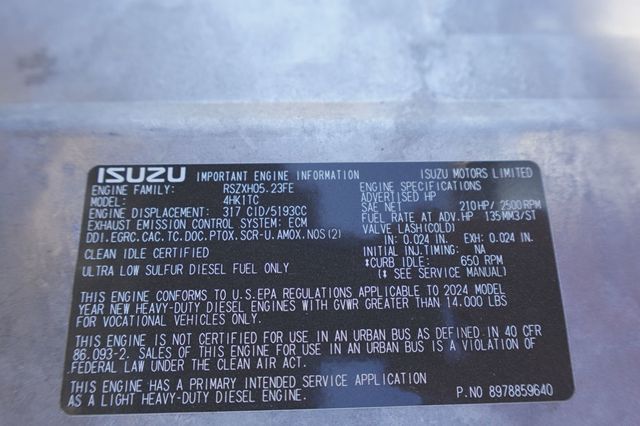 ISUZU IMPORTANT ENGINE INFORMATION ISUZU MOTORS LIMITED
ENGINE FAMILY: RSZXH05.23FE
MODEL: 4HK1TC
ENGINE DISPLACEMENT: 317 CID/5193CC
EXHAUST EMISSION CONTROL SYSTEM: ECM
DDI.EGRC.CAC.TC.DOC.PTOX.SCR-U.AMOX.NOS(2)
CLEAN IDLE CERTIFIED
ULTRA LOW SULFUR DIESEL FUEL ONLY
ENGINE SPECIFICATIONS
ADVERTISED HP
SAE NET 210HP/ 2500RPM
FUEL RATE AT ADV.HP 135MM3/ST
VALVE LASH(COLD)
IN: 0.024 IN. EXH: 0.024 IN.
INITIAL INJ.TIMING: NA
*CURB IDLE: 650 RPM
(* SEE SERVICE MANUAL)
THIS ENGINE CONFORMS TO U.S.EPA REGULATIONS APPLICABLE TO 2024 MODEL
YEAR NEW HEAVY-DUTY DIESEL ENGINES WITH GVWR GREATER THAN 14.000 LBS
FOR VOCATIONAL VEHICLES ONLY.
THIS ENGINE IS NOT CERTIFIED FOR USE IN AN URBAN BUS AS DEFINED IN 40 CFR
86.093-2. SALES OF THIS ENGINE FOR USE IN AN URBAN BUS IS A VIOLATION OF
FEDERAL LAW UNDER THE CLEAN AIR ACT.
THIS ENGINE HAS A PRIMARY INTENDED SERVICE APPLICATION
AS A LIGHT HEAVY-DUTY DIESEL ENGINE.
P.NO 8978859640